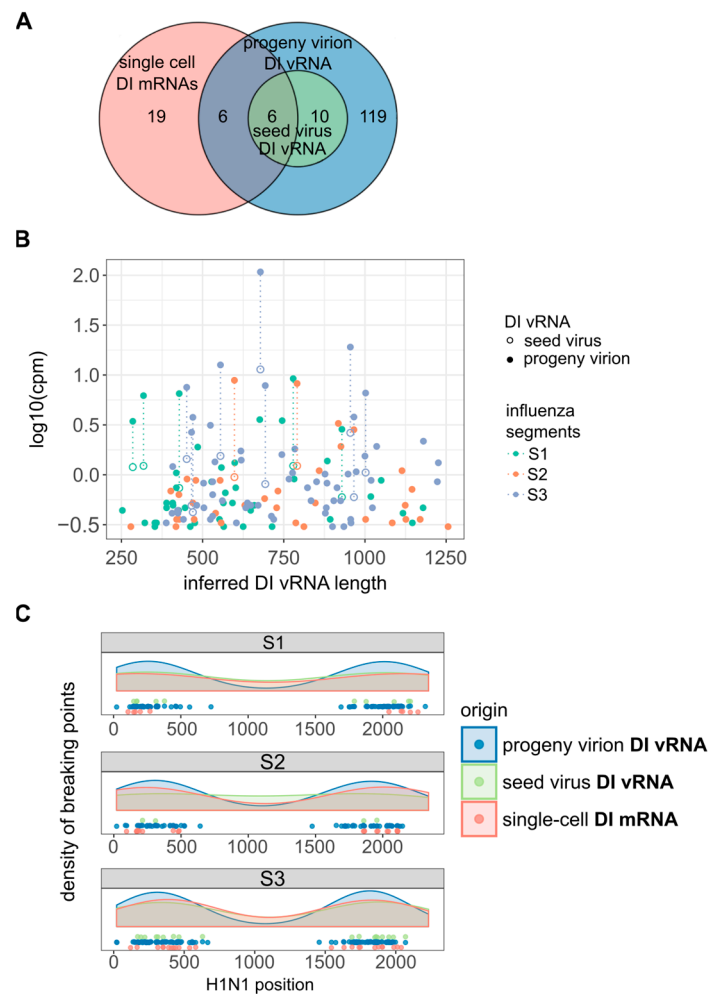 A
single cell
DI mRNAs
progeny virion
DI vRNA
19
6
6
10
119
seed virus
DI vRNA
B
log10(cpm)
2.0
1.5
1.0
0.5
0.0
−0.5
250
500
750
1000
1250
inferred DI vRNA length
DI vRNA
seed virus
progeny virion
influenza
segments
S1
S2
S3
C
density of breaking points
S1
0
500
1000
1500
2000
S2
0
500
1000
1500
2000
S3
0
500
1000
1500
2000
H1N1 position
origin
progeny virion DI vRNA
seed virus DI vRNA
single-cell DI mRNA